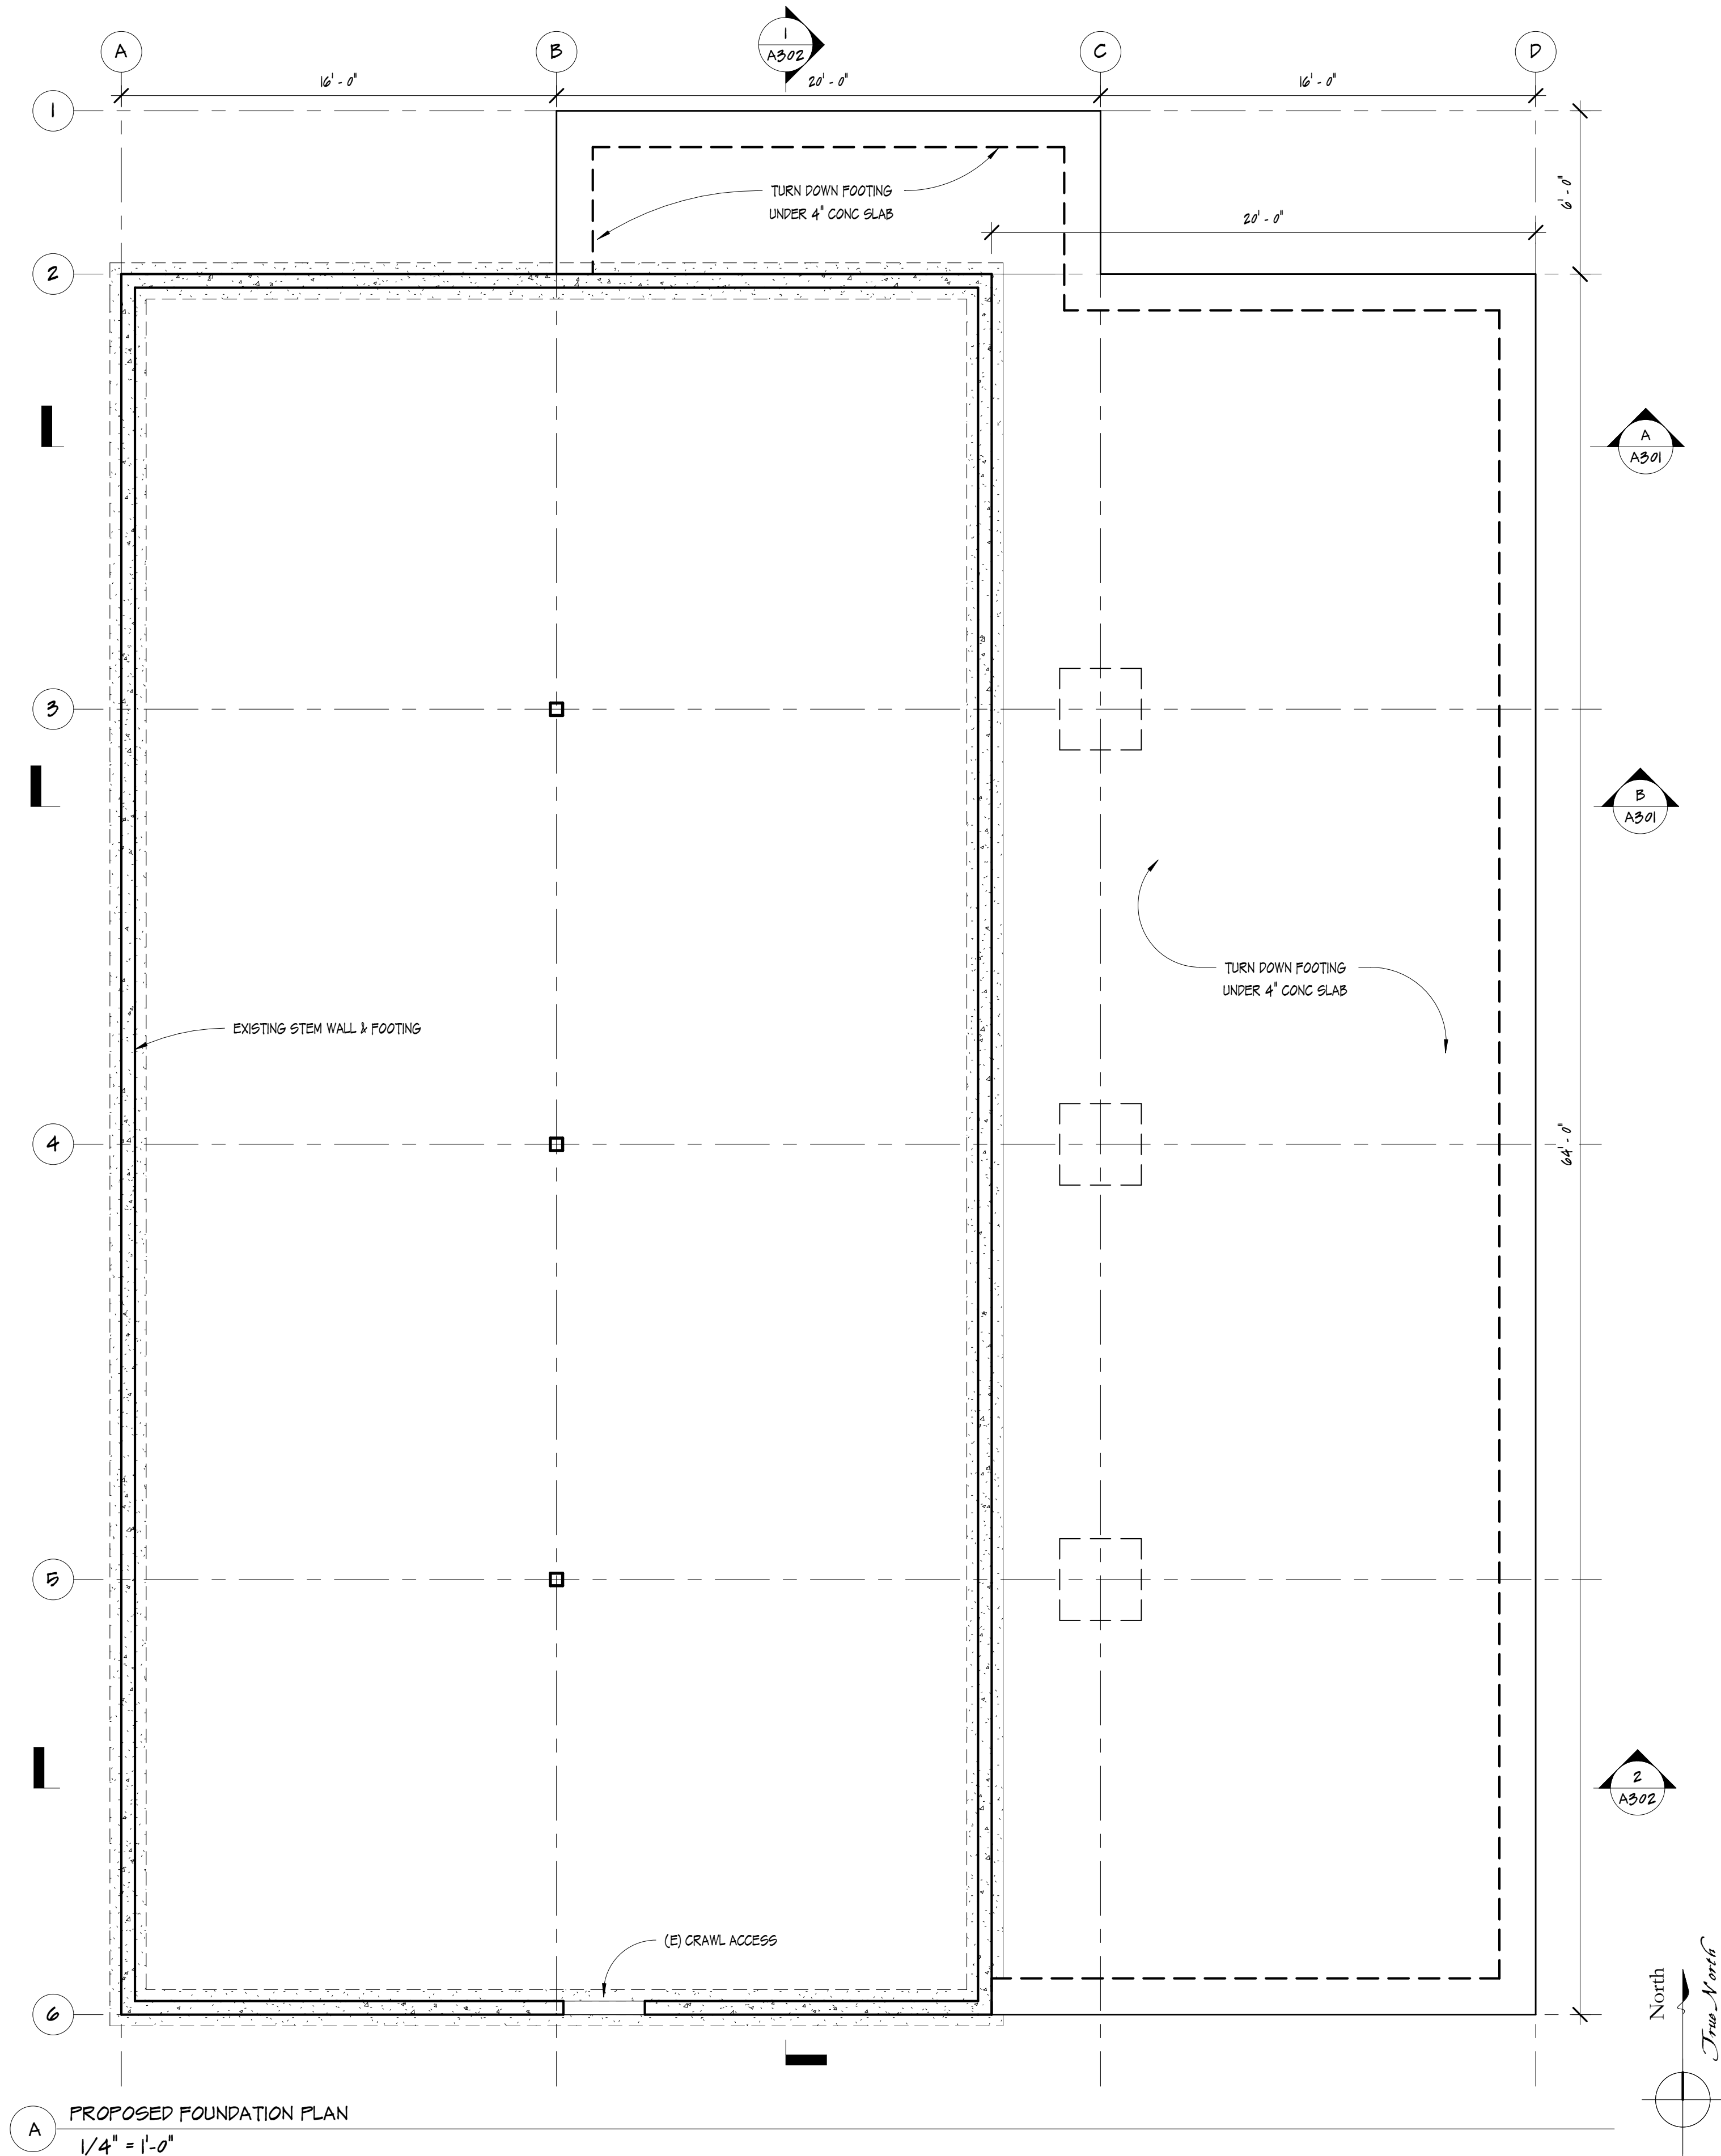 1
A302
A
B
C
D
16' - 0"
20' - 0"
16' - 0"
1
6' - 0"
TURN DOWN FOOTING
UNDER 4" CONC SLAB
20' - 0"
2
A
A301
3
B
A301
TURN DOWN FOOTING
UNDER 4" CONC SLAB
EXISTING STEM WALL & FOOTING
4
64' - 0"
5
2
A302
(E) CRAWL ACCESS
6
North
True North
A
PROPOSED FOUNDATION PLAN
1/4" = 1'-0"